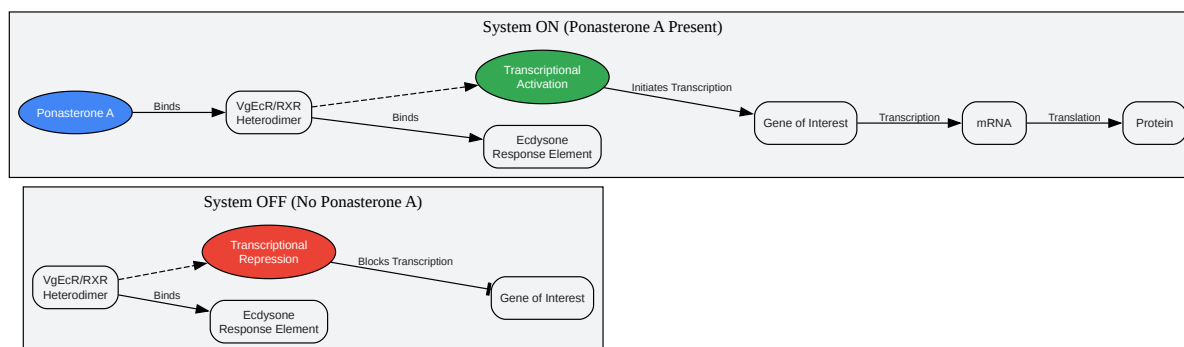 System ON (Ponasterone A Present)
Ponasterone A
Binds
VgEcR/RXR
Heterodimer
Binds
Transcriptional
Activation
Ecdysone
Response Element
Initiates Transcription
Gene of Interest
Transcription
mRNA
Translation
Protein
System OFF (No Ponasterone A)
VgEcR/RXR
Heterodimer
Binds
Transcriptional
Repression
Ecdysone
Response Element
Blocks Transcription
Gene of Interest